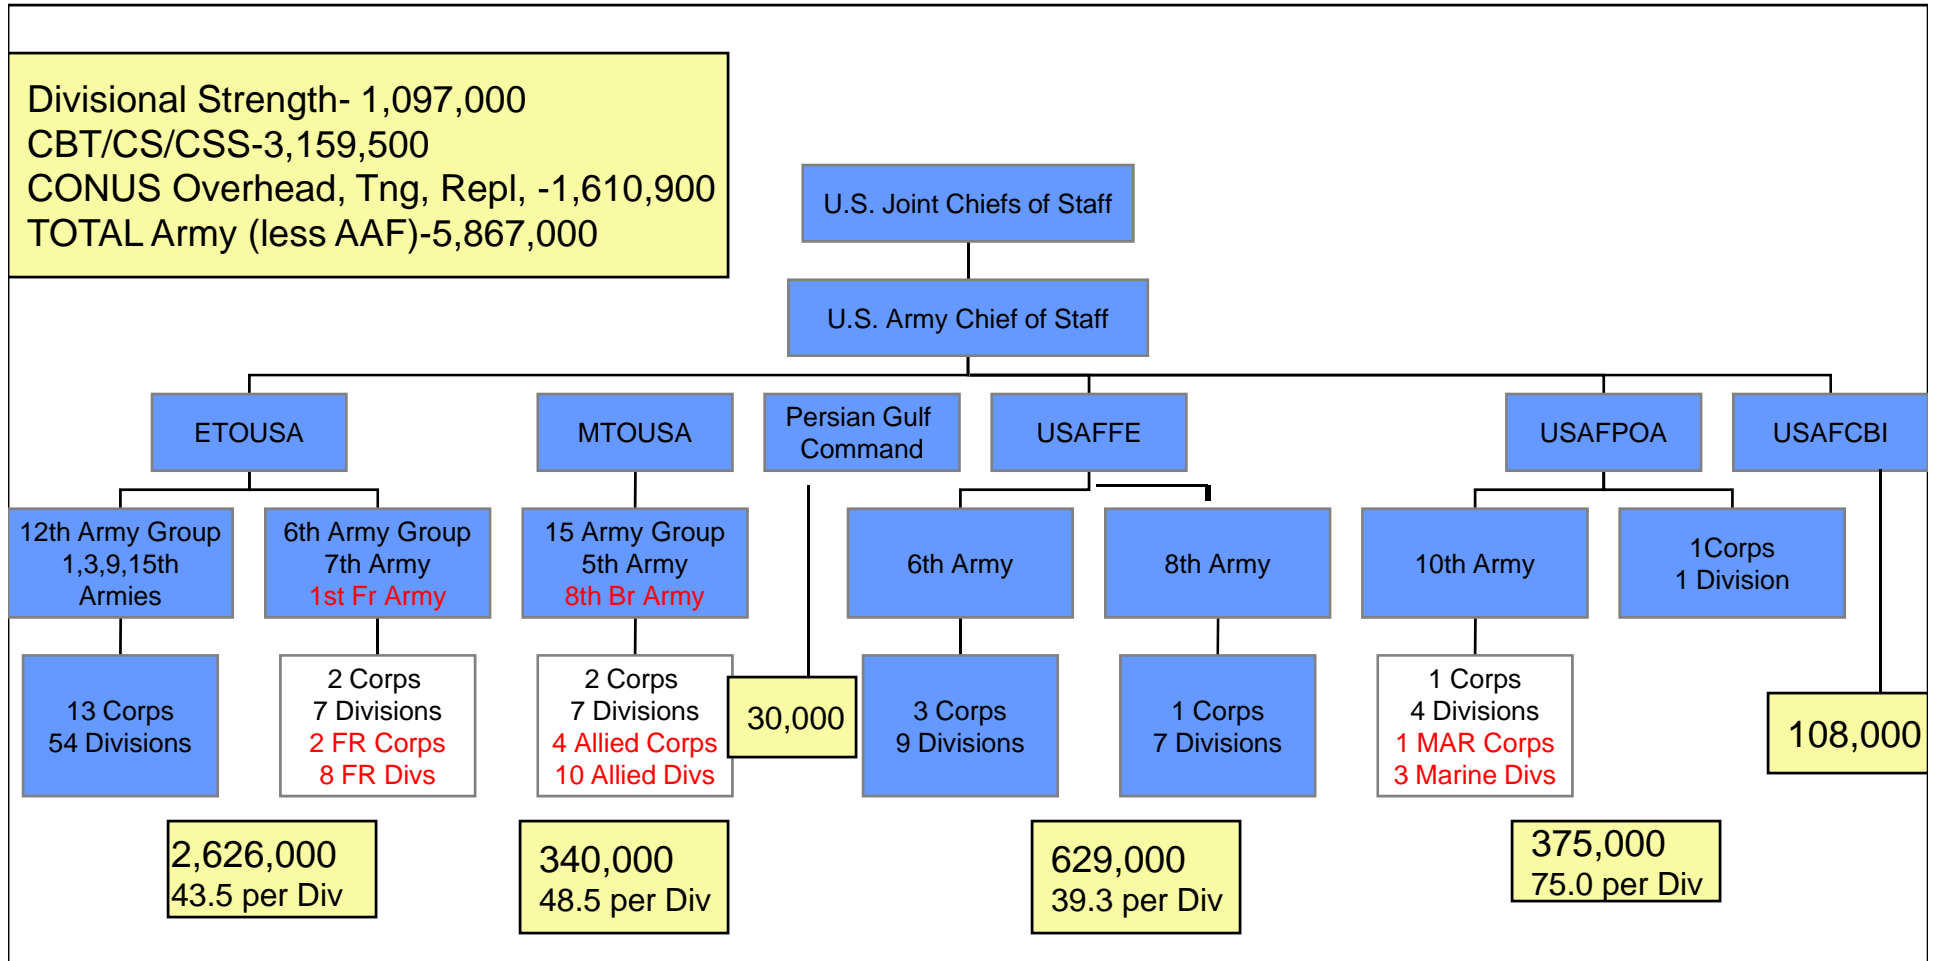 Divisional Strength- 1,097,000
CBT/CS/CSS-3,159,500
CONUS Overhead, Tng, Repl, -1,610,900
TOTAL Army (less AAF)-5,867,000
U.S. Joint Chiefs of Staff
U.S. Army Chief of Staff
ETOUSA
MTOUSA
Persian Gulf
Command
USAFFE
USAFPOA
USAFCBI
12th Army Group
1,3,9,15th
Armies
6th Army Group
7th Army
1st Fr Army
15 Army Group
5th Army
8th Br Army
6th Army
8th Army
10th Army
1Corps
1 Division
13 Corps
54 Divisions
2 Corps
7 Divisions
2 FR Corps
8 FR Divs
2 Corps
7 Divisions
4 Allied Corps
10 Allied Divs
30,000
3 Corps
9 Divisions
1 Corps
7 Divisions
1 Corps
4 Divisions
1 MAR Corps
3 Marine Divs
108,000
2,626,000
43.5 per Div
340,000
48.5 per Div
629,000
39.3 per Div
375,000
75.0 per Div